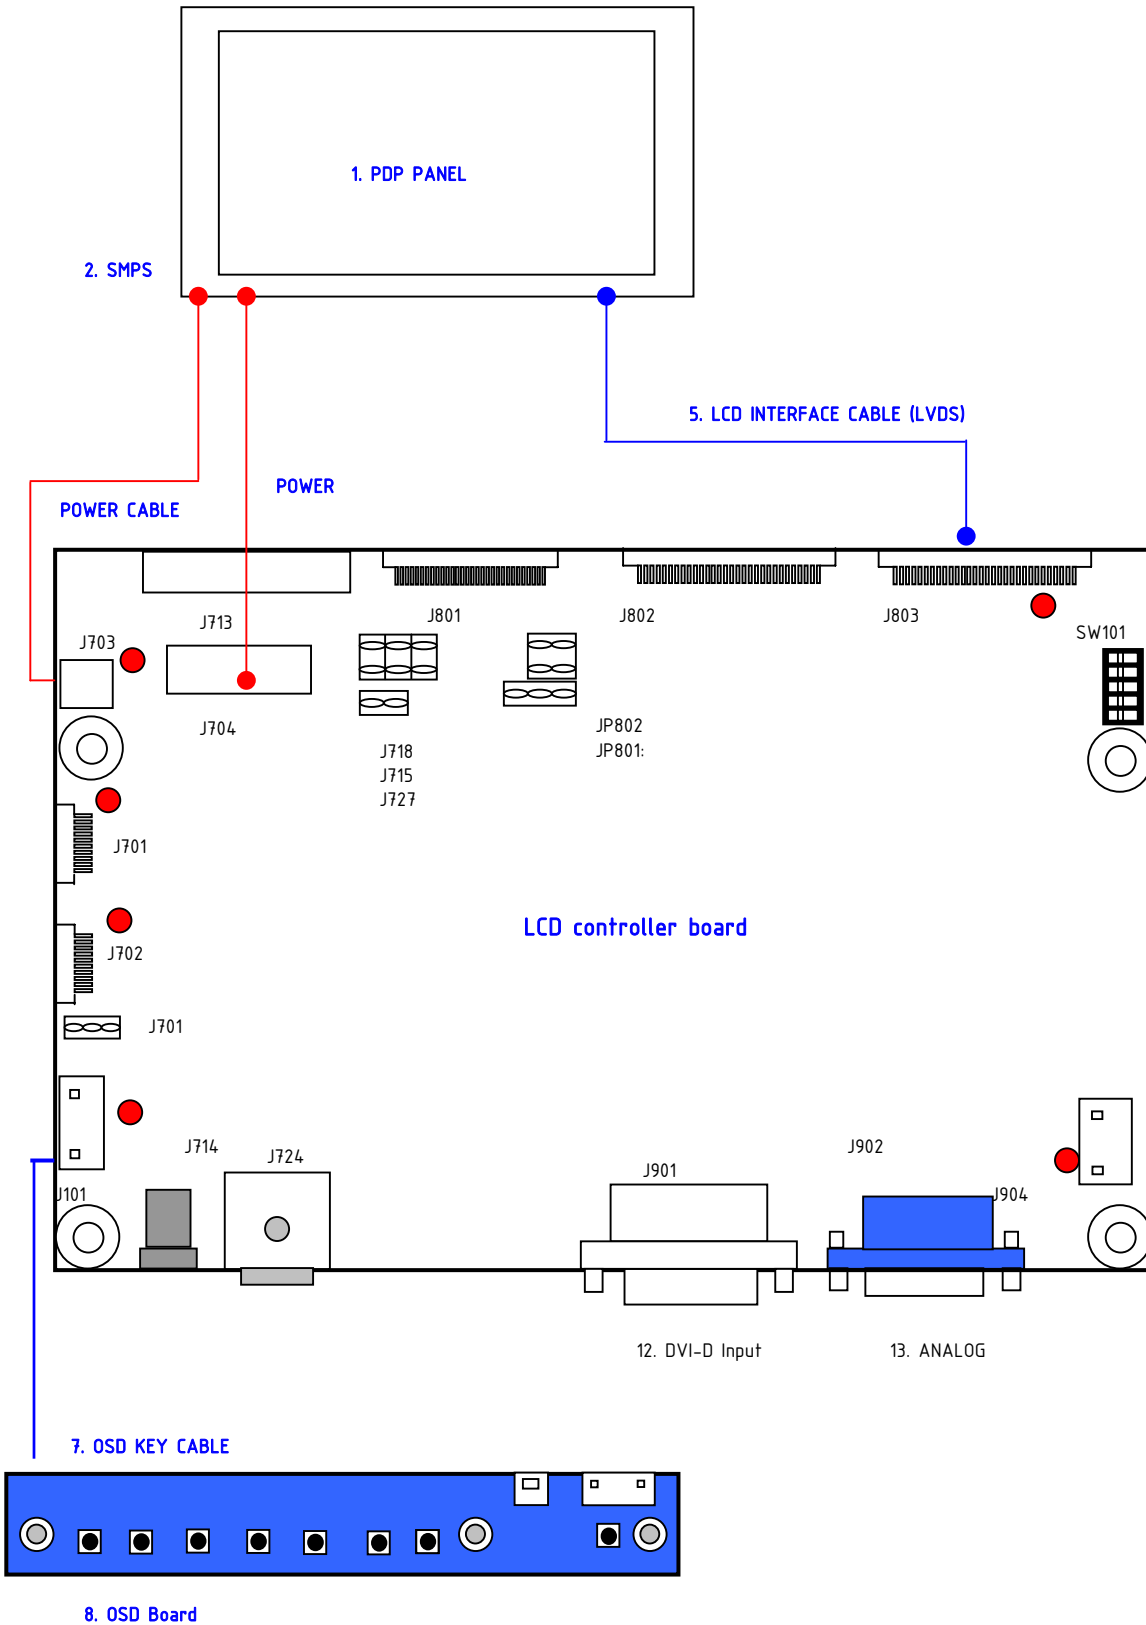 1. PDP PANEL
2. SMPS
5. LCD INTERFACE CABLE (LVDS)
POWER
POWER CABLE
J713
J801
J802
J803
SW101
J703
J704
JP802
JP801:
J718
J715
J727
J701
LCD controller board
J702
J701
J714
J724
J901
J902
J101
J904
12. DVI-D Input
13. ANALOG
7. OSD KEY CABLE
8. OSD Board